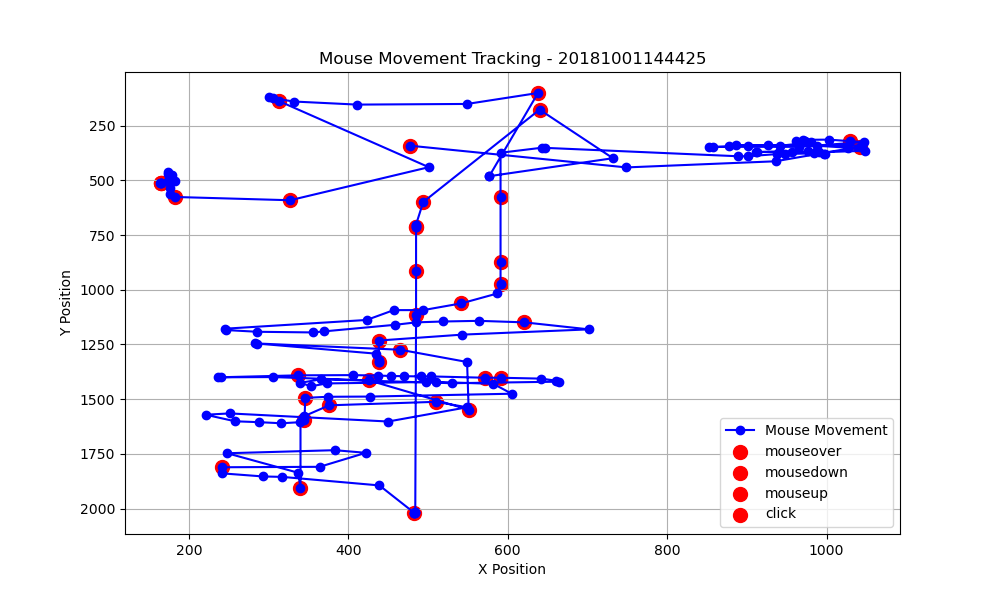 Mouse Movement Tracking - 20181001144425
Y Position
250
500
750
1000
1250
1500
1750
2000
200
400
600
800
1000
X Position
Mouse Movement
mouseover
mousedown
mouseup
click